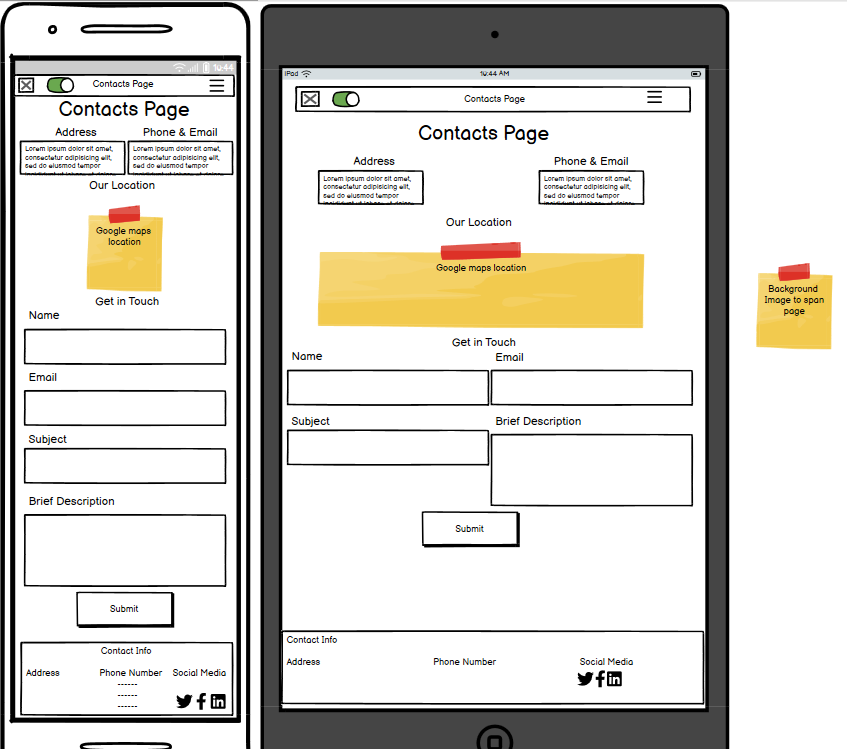 10:44
Contacts Page
Contacts Page
Address Phone & Email
Lorem ipsum dolor sit amet,
consectetur adipisicing elit,
sed do eiusmod tempor
Lorem ipsum dolor sit amet,
consectetur adipisicing elit,
sed do eiusmod tempor
Our Location
Google maps
location
Get in Touch
Name
Email
Subject
Brief Description
Submit
Contact Info
Address Phone Number Social Media
------
------
------
iPad 10:44 AM
Contacts Page
Contacts Page
Address Phone & Email
Lorem ipsum dolor sit amet,
consectetur adipisicing elit,
sed do eiusmod tempor
Lorem ipsum dolor sit amet,
consectetur adipisicing elit,
sed do eiusmod tempor
Our Location
Google maps location
Get in Touch
Name Email
Subject Brief Description
Submit
Contact Info
Address Phone Number Social Media
Background
Image to span
page